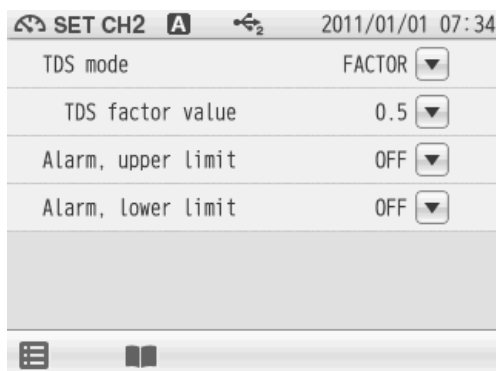 SET CH2 A 2 2011/01/01 07:34
TDS mode FACTOR
TDS factor value 0.5
Alarm, upper limit OFF
Alarm, lower limit OFF